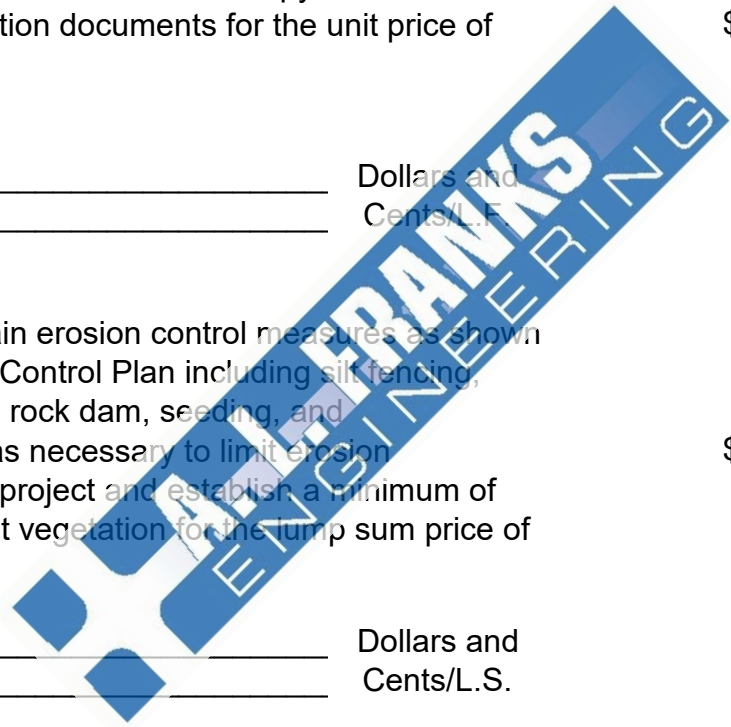 tion documents for the unit price of
$
Dollars and
Cents/L.F.
in erosion control measures as shown
Control Plan including silt fencing,
rock dam, seeding, and
as necessary to limit erosion
$
project and establish a minimum of
t vegetation for the lump sum price of
Dollars and
Cents/L.S.
A.L.FRANKS
ENGINEERING